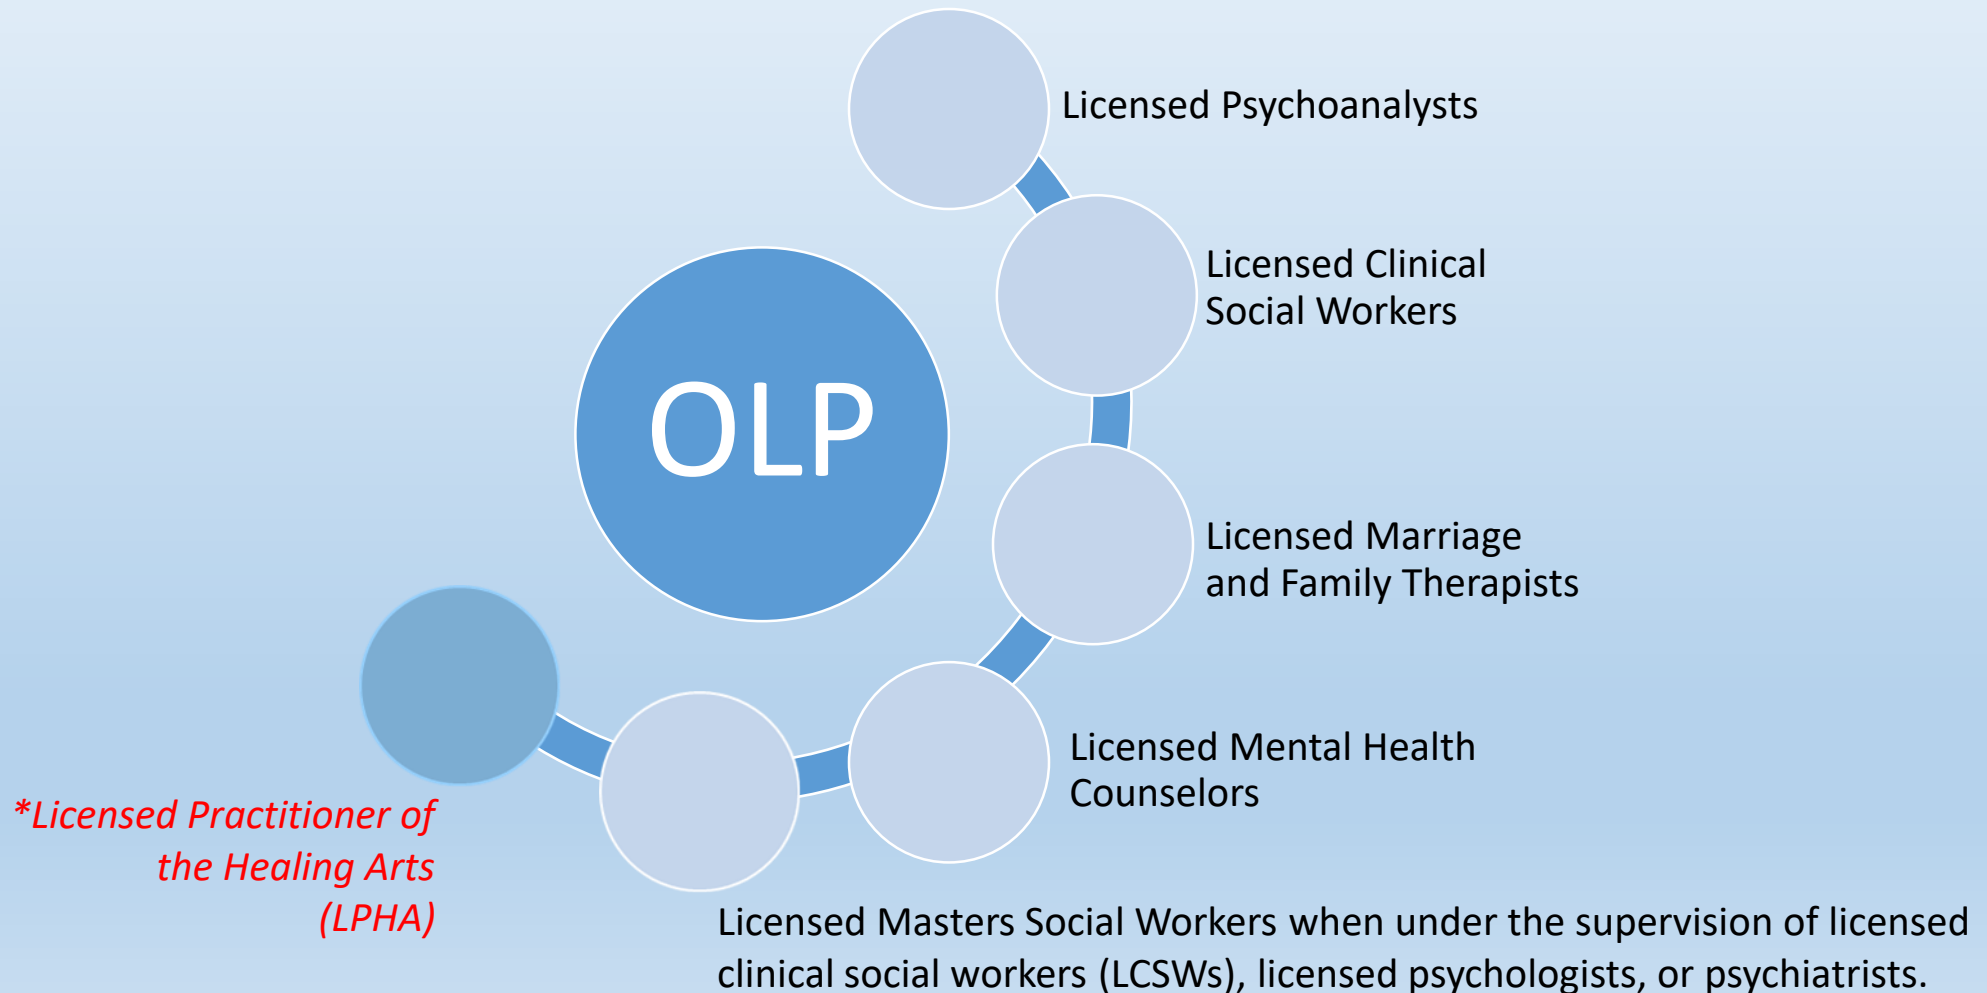 Licensed Psychoanalysts
Licensed Clinical
Social Workers
OLP
Licensed Marriage
and Family Therapists
Licensed Mental Health
Counselors
*Licensed Practitioner of
the Healing Arts
(LPHA)
Licensed Masters Social Workers when under the supervision of licensed
clinical social workers (LCSWs), licensed psychologists, or psychiatrists.